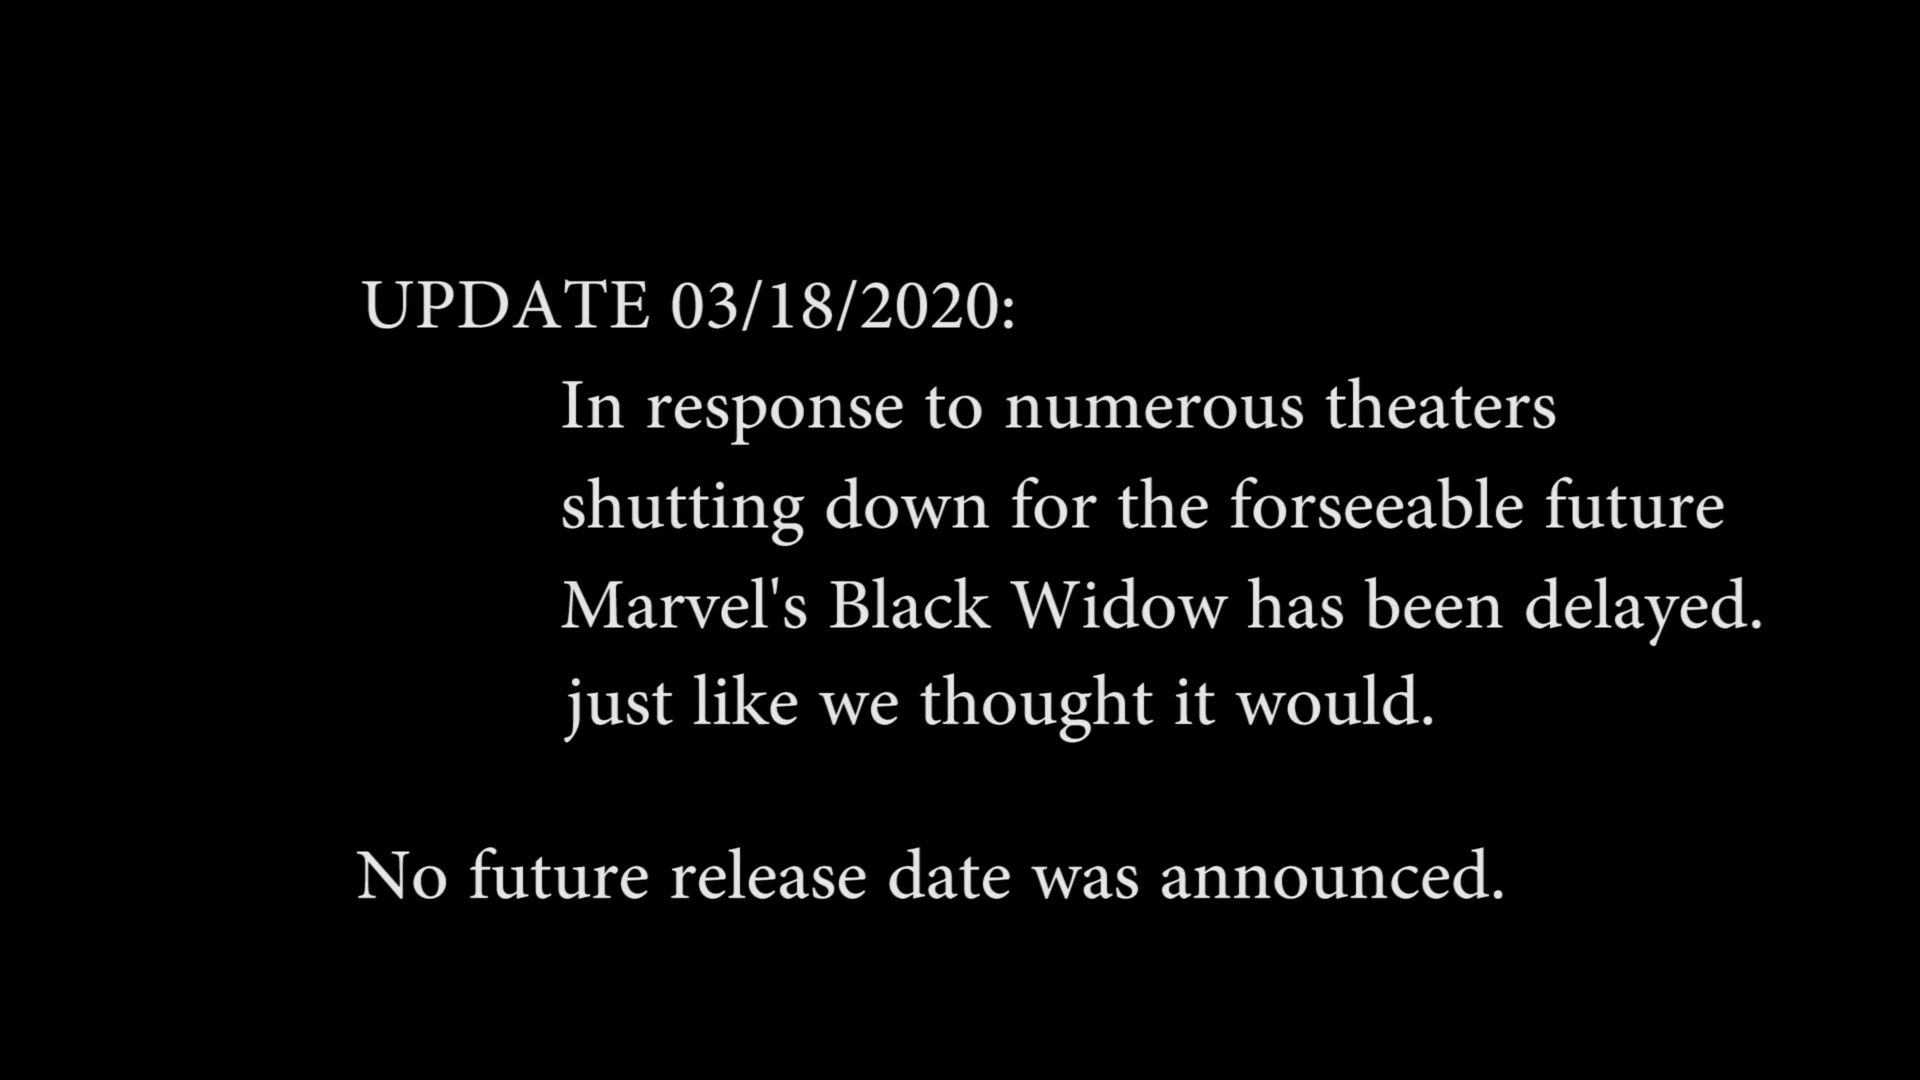 UPDATE 03/18/2020:
In response to numerous theaters
shutting down for the forseeable future
Marvel's Black Widow has been delayed.
just like we thought it would.
No future release date was announced.